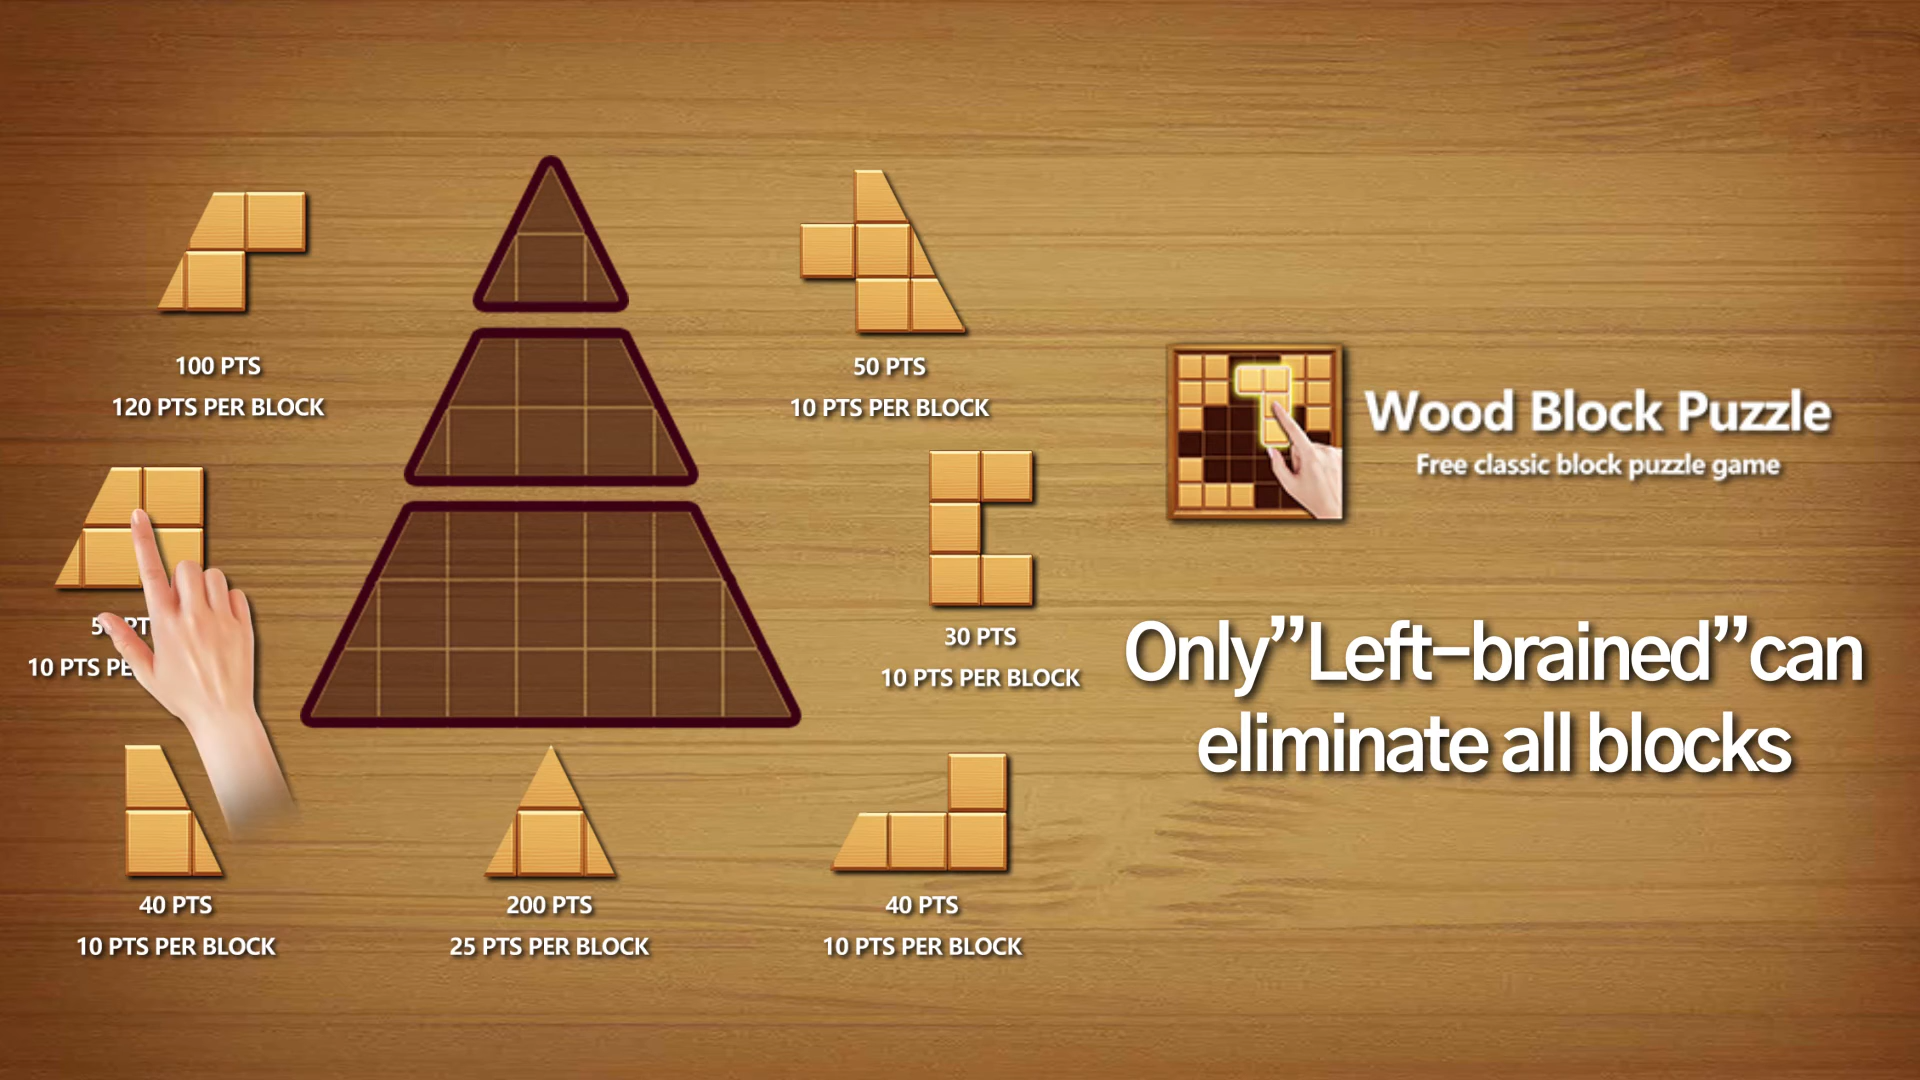 100 PTS
120 PTS PER BLOCK
50 PTS
10 PTS PER BLOCK
10 PTS
30 PTS
10 PTS PER BLOCK
40 PTS
10 PTS PER BLOCK
200 PTS
25 PTS PER BLOCK
40 PTS
10 PTS PER BLOCK
Wood Block Puzzle
Free classic block puzzle game
Only”Left-brained”can
eliminate all blocks